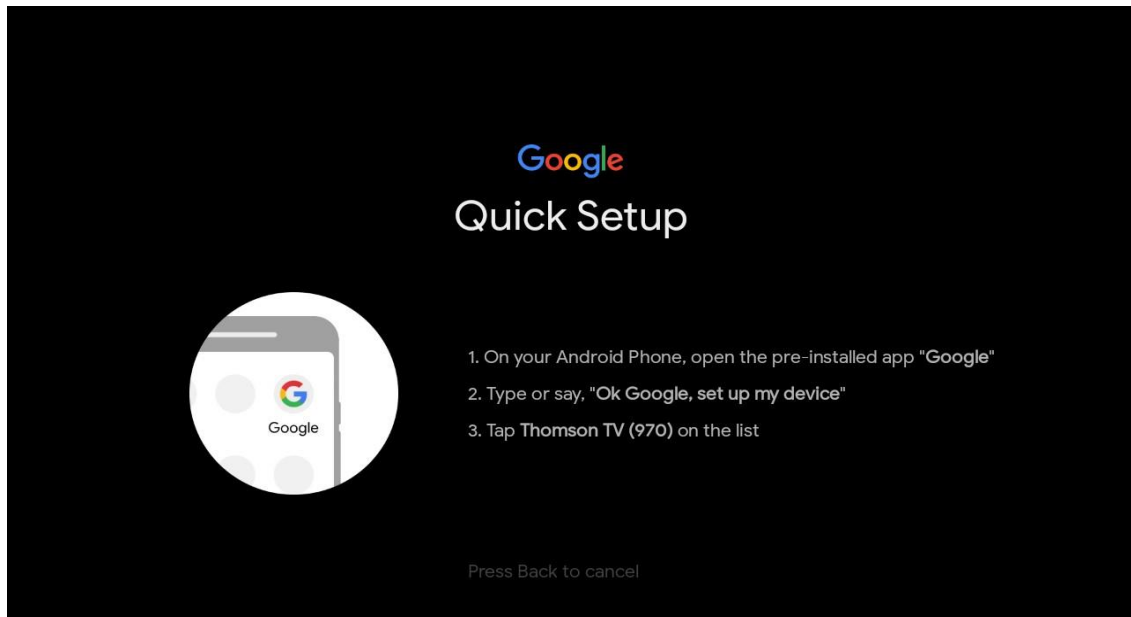 Google
Quick Setup
1. On your Android Phone, open the pre-installed app "Google"
2. Type or say, "Ok Google, set up my device"
3. Tap Thomson TV (970) on the list
Google
Press Back to cancel